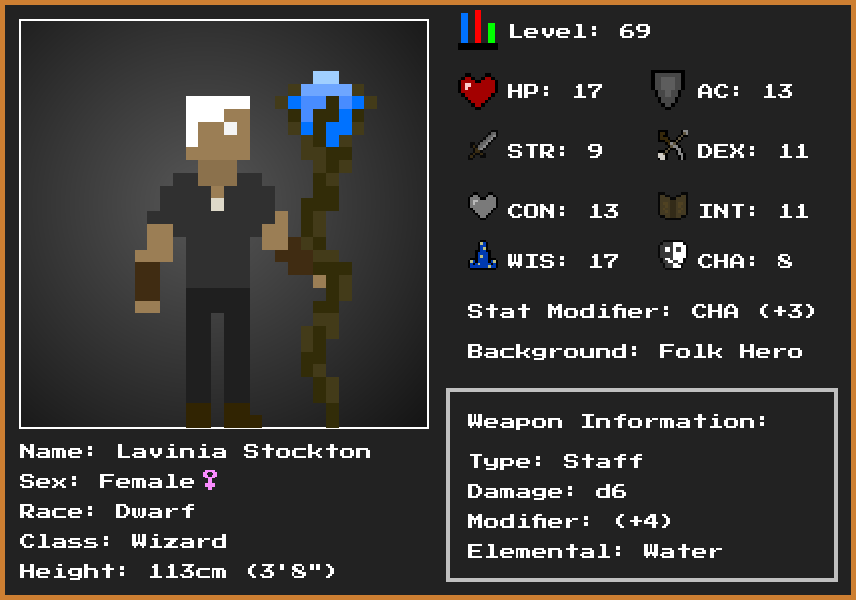 Level: 69
HP: 17 AC: 13
STR: 9 DEX: 11
CON: 13 INT: 11
WIS: 17 CHA: 8
Stat Modifier: CHA (+3)
Background: Folk Hero
Weapon Information:
Type: Staff
Damage: d6
Modifier: (+4)
Elemental: Water
Name: Lavinia Stockton
Sex: Female♀
Race: Dwarf
Class: Wizard
Height: 113cm (3'8")